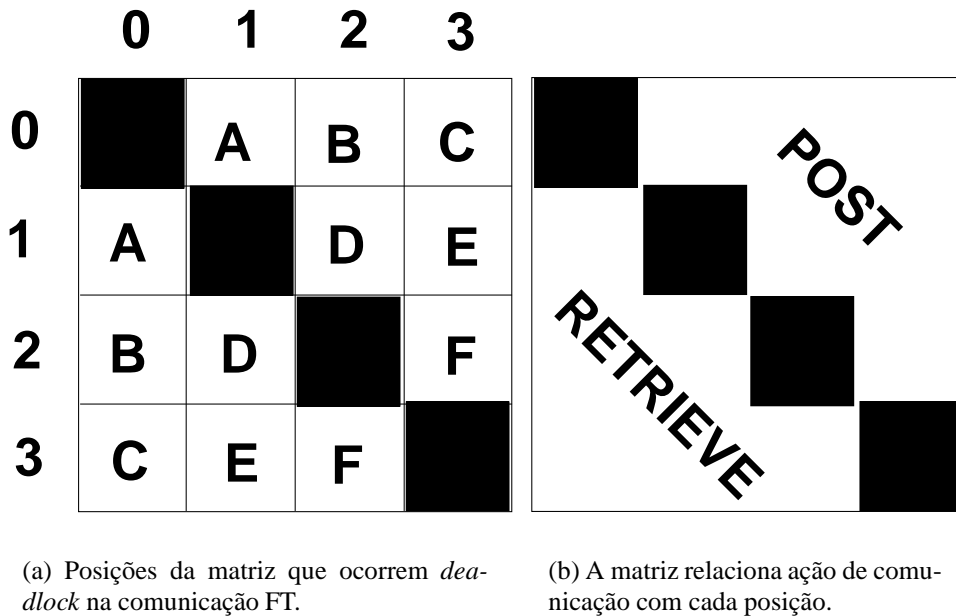 0 1 2 3
0 A B C
1 A D E
2 B D F
3 C E F
POST
RETRIEVE
(a) Posições da matriz que ocorrem dea-
dlock na comunicação FT.
(b) A matriz relaciona ação de comu-
nicação com cada posição.